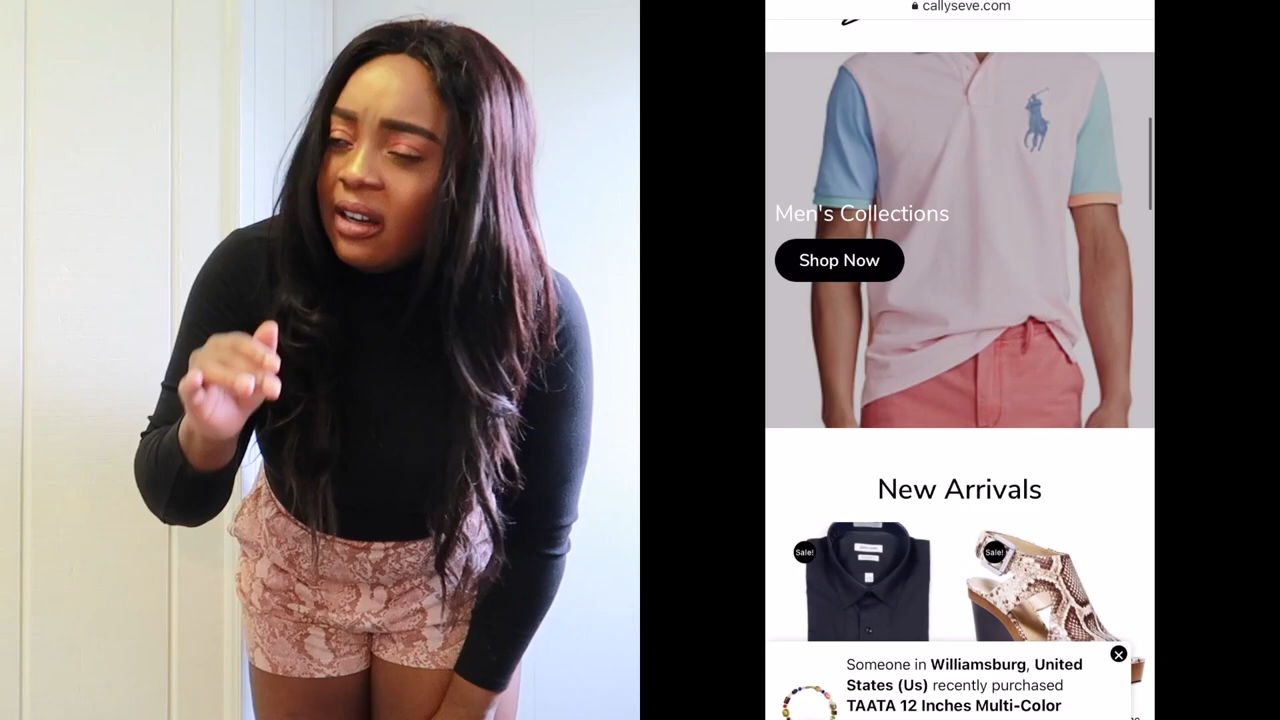 callyseve.com
Men's Collections
Shop Now
New Arrivals
Sale!
Sale!
Someone in Williamsburg, United
States (Us) recently purchased
TAATA 12 Inches Multi-Color